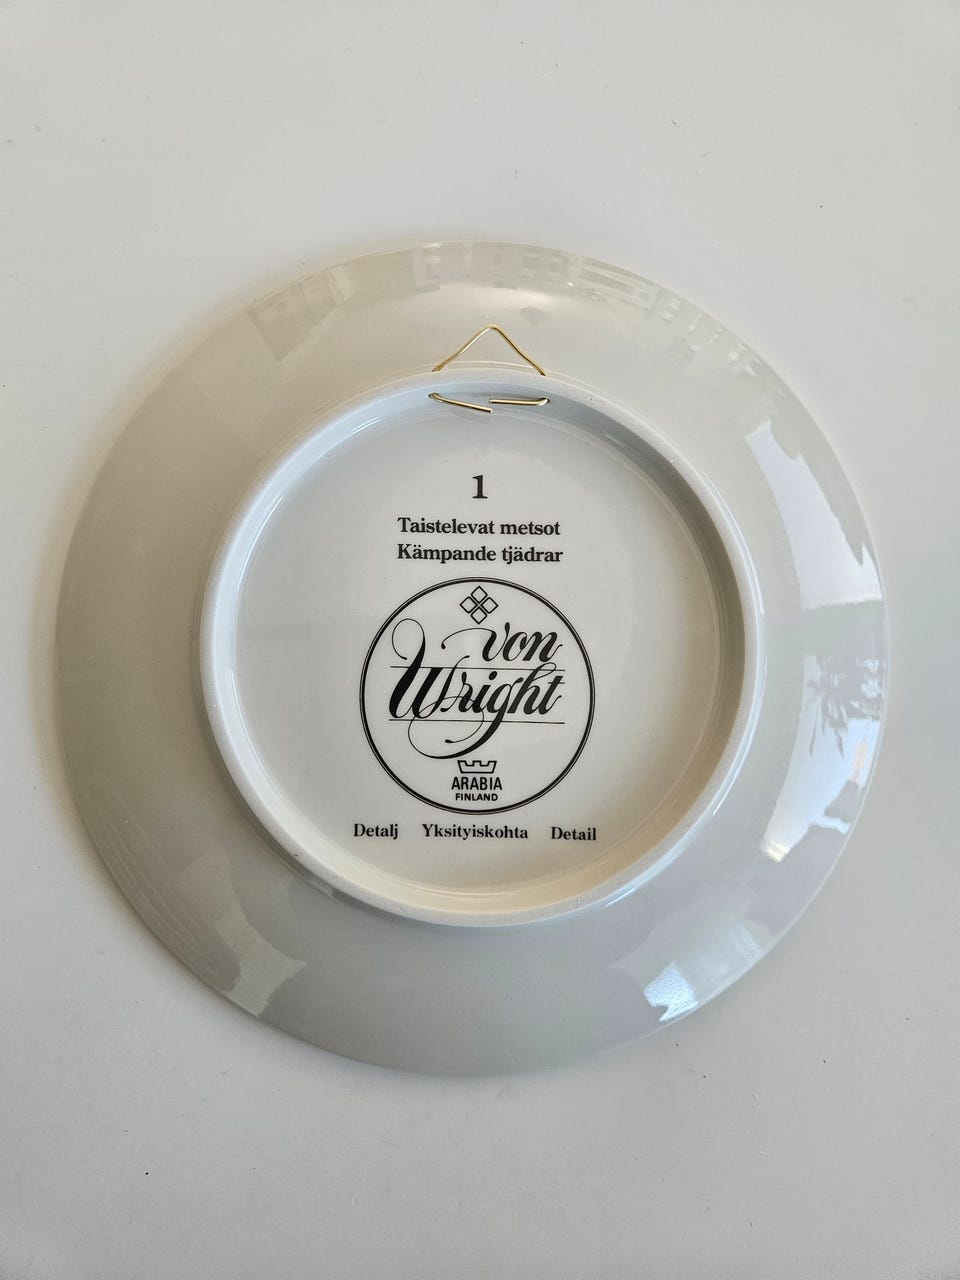 1
Taistelevat metsot
Kämpande tjädrar
von
Wright
ARABIA
FINLAND
Detalj Yksityiskohta Detail